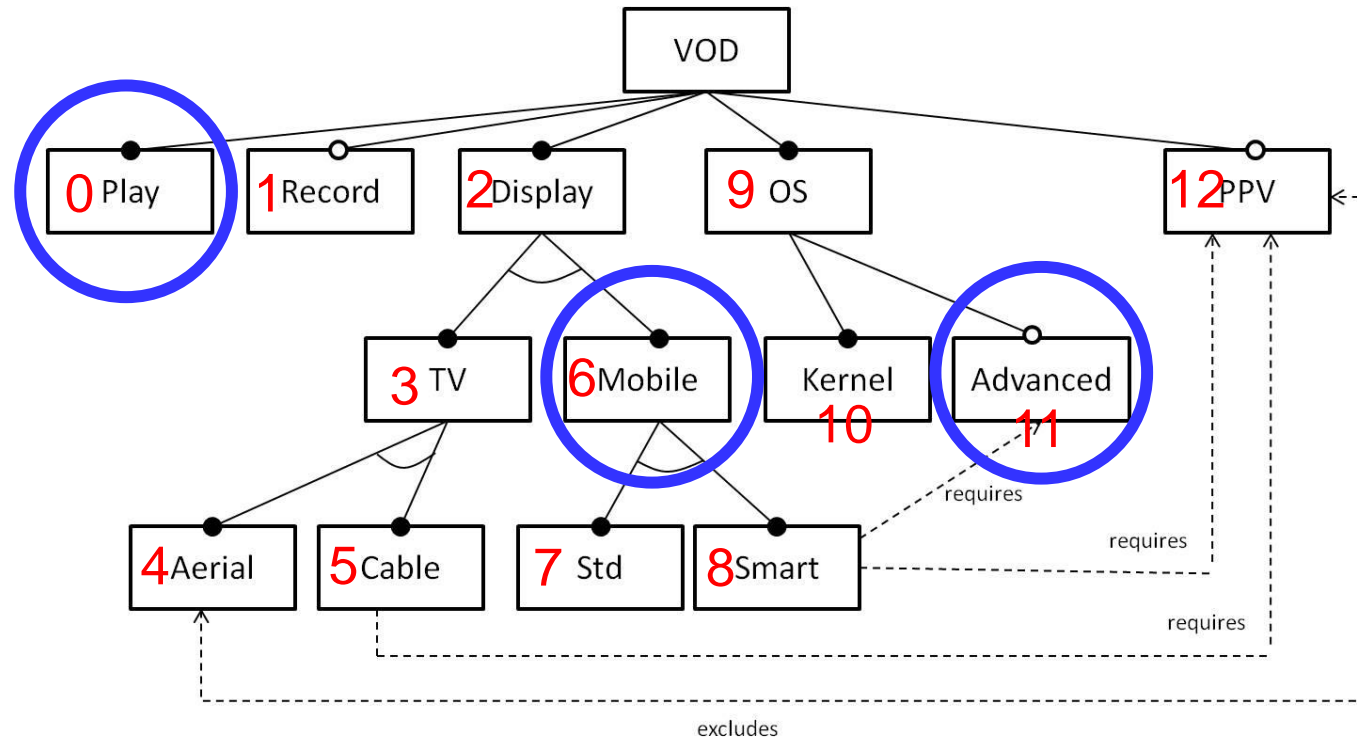 VOD
0 Play
1 Record
2 Display
9 OS
12 PPV
3 TV
6 Mobile
Kernel
10
Advanced
11
requires
requires
4 Aerial
5 Cable
7 Std
8 Smart
requires
excludes